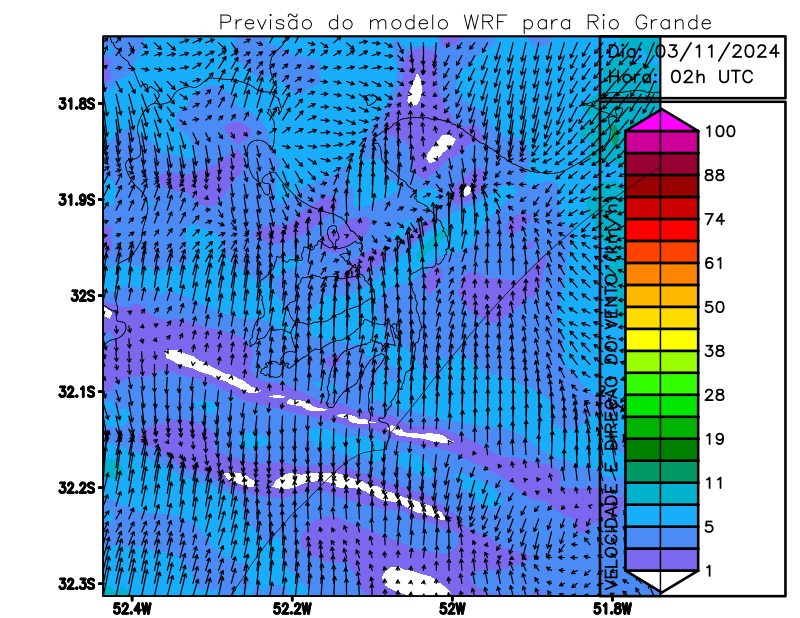 Previsão do modelo WRF para Rio Grande
Dia: 03/11/2024
Hora: 02h UTC
31.8S
31.9S
32S
32.1S
32.2S
32.3S
52.4W
52.2W
52W
51.8W
VELOCIDADE E DIREÇÃO DO VENTO (km/h)
100
88
74
61
50
38
28
19
11
5
1